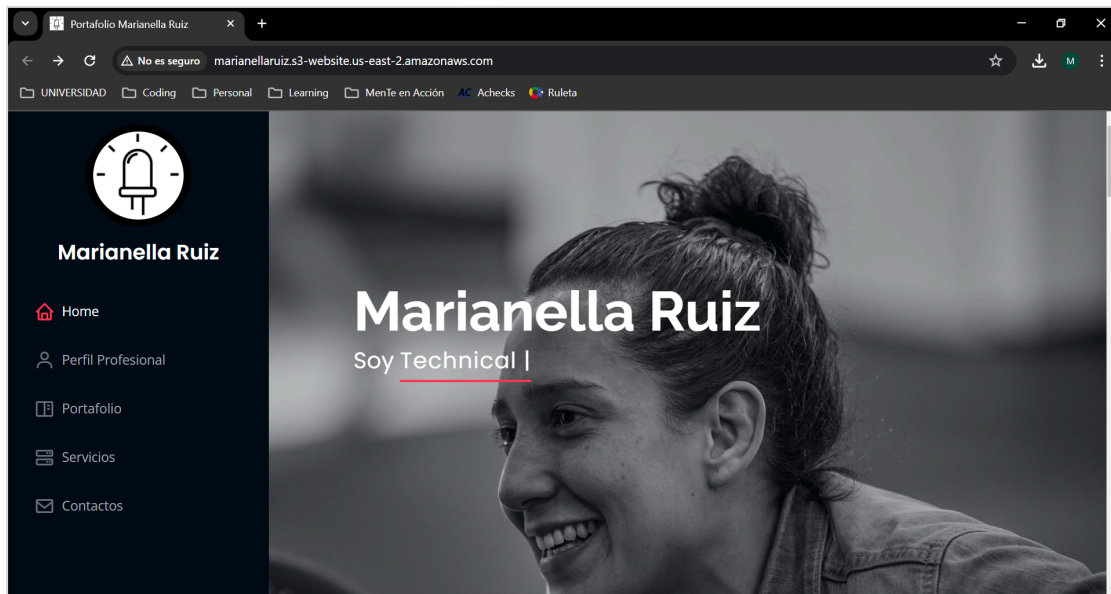 Portafolio Marianella Ruiz
No es seguro marianellaruiz.s3-website.us-east-2.amazonaws.com
M
UNIVERSIDAD Coding Personal Learning MenTe en Acción AC Achecks Ruleta
Marianella Ruiz
Home
Perfil Profesional
Portafolio
Servicios
Contactos
Marianella Ruiz
Soy Technical |